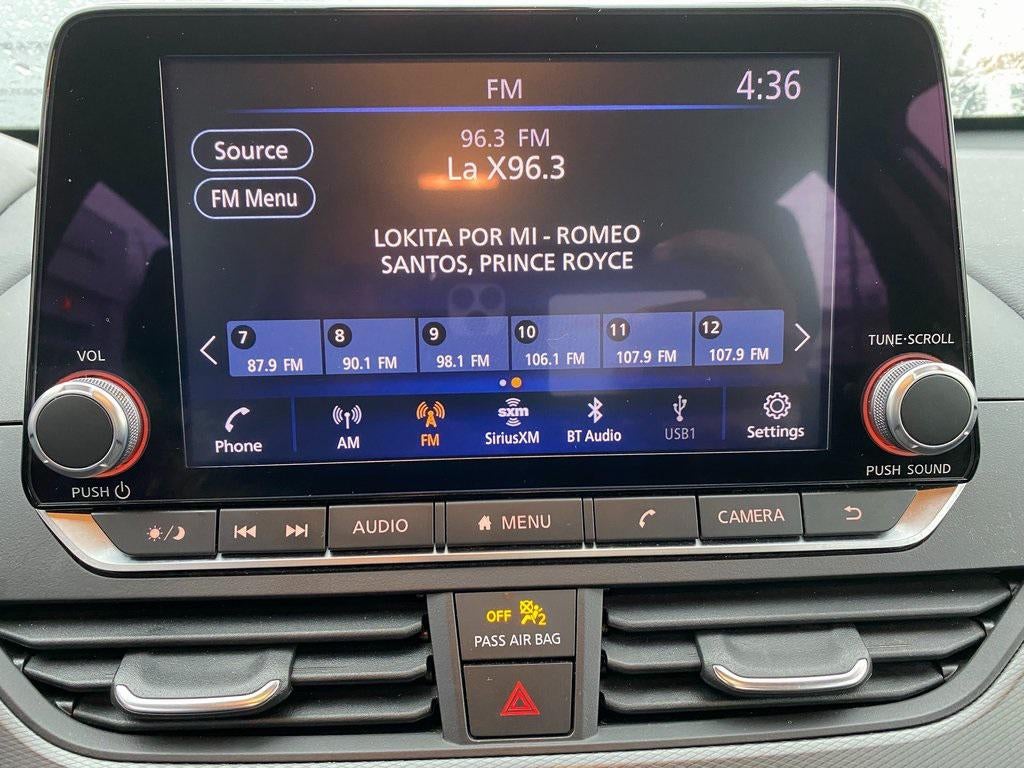 FM
4:36
Source
96.3 FM
La X96.3
FM Menu
LOKITA POR MI - ROMEO
SANTOS, PRINCE ROYCE
7
87.9 FM
8
90.1 FM
9
98.1 FM
10
106.1 FM
11
107.9 FM
12
107.9 FM
VOL
TUNE·SCROLL
Phone
AM
FM
sxm
SiriusXM
BT Audio
USB1
Settings
PUSH
PUSH SOUND
AUDIO
MENU
CAMERA
OFF
2
PASS AIR BAG